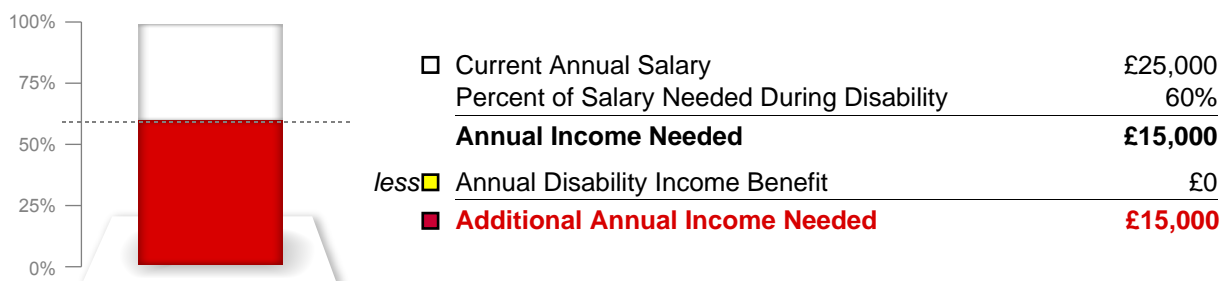 100%
75%
50%
25%
0%
Current Annual Salary £25,000
Percent of Salary Needed During Disability 60%
Annual Income Needed £15,000
less Annual Disability Income Benefit £0
Additional Annual Income Needed £15,000